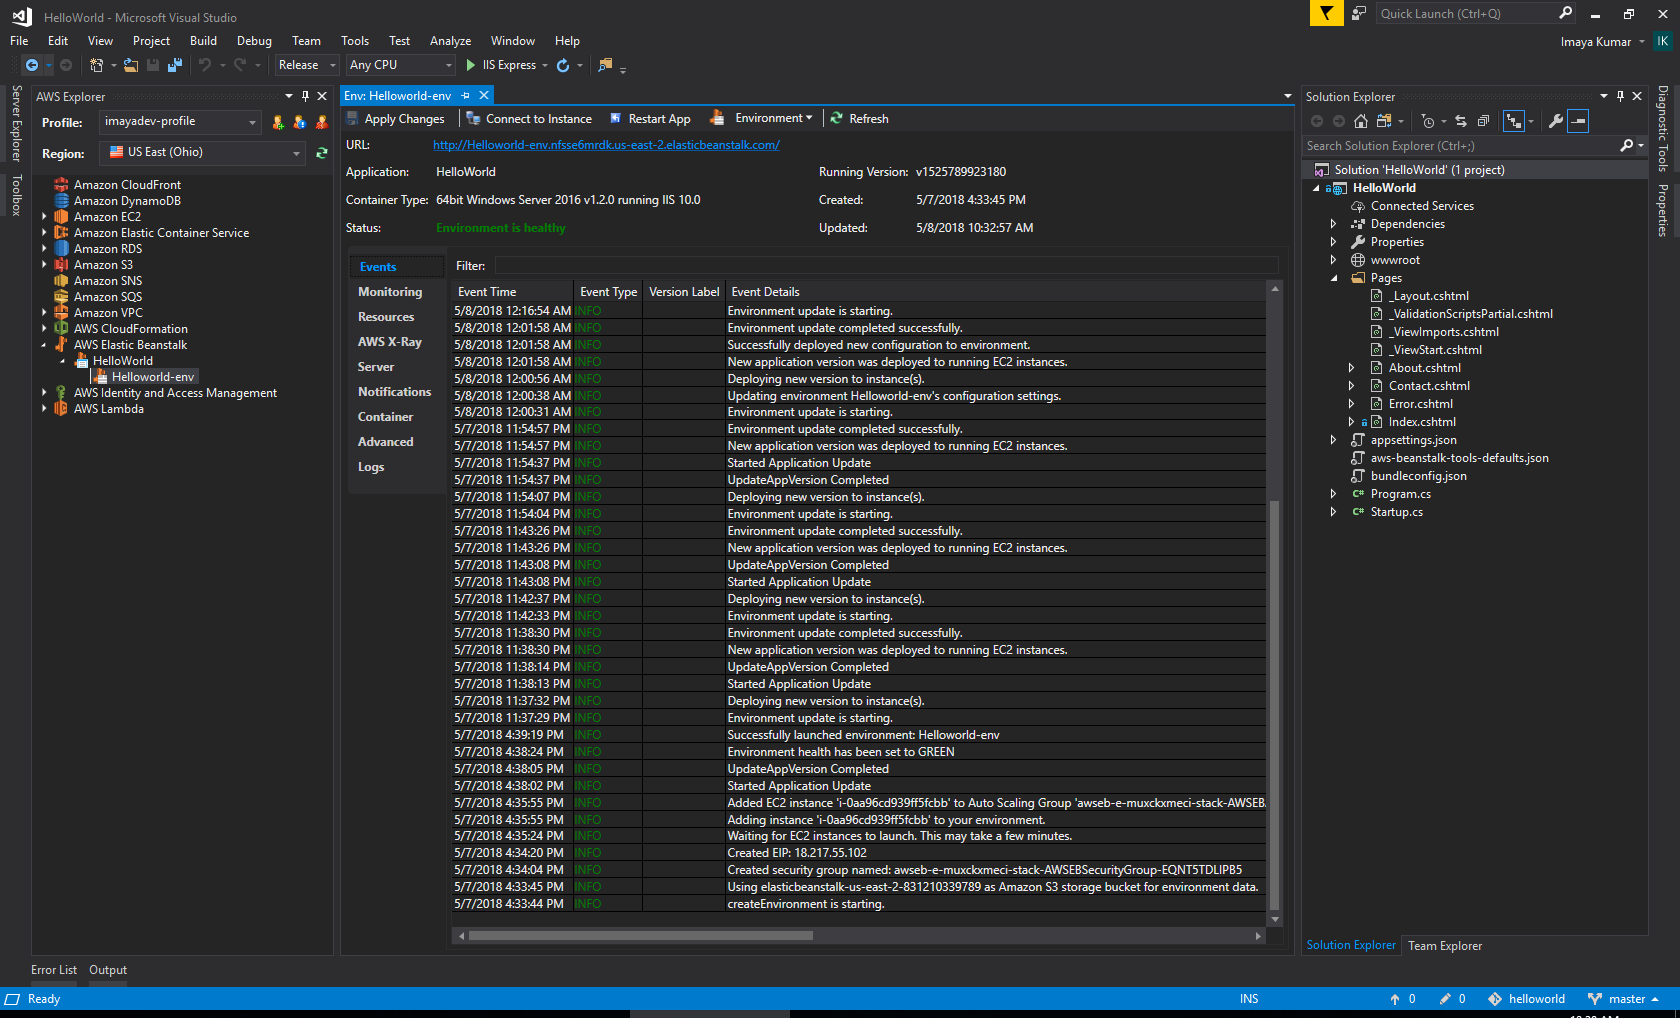 HelloWorld - Microsoft Visual Studio
Quick Launch (Ctrl+Q)
File Edit View Project Build Debug Team Tools Test Analyze Window Help
Imaya Kumar IK
Release Any CPU IIS Express
Server Explorer
Toolbox
AWS Explorer
Profile: imayadev-profile
Region: US East (Ohio)
Amazon CloudFront
Amazon DynamoDB
Amazon EC2
Amazon Elastic Container Service
Amazon RDS
Amazon S3
Amazon SNS
Amazon SQS
Amazon VPC
AWS CloudFormation
AWS Elastic Beanstalk
HelloWorld
Helloworld-env
AWS Identity and Access Management
AWS Lambda
Env: Helloworld-env
Apply Changes Connect to Instance Restart App Environment Refresh
URL: http://Helloworld-env.nfsse6mrdk.us-east-2.elasticbeanstalk.com/
Application: HelloWorld Running Version: v1525789923180
Container Type: 64bit Windows Server 2016 v1.2.0 running IIS 10.0 Created: 5/7/2018 4:33:45 PM
Status: Environment is healthy Updated: 5/8/2018 10:32:57 AM
Events
Monitoring
Resources
AWS X-Ray
Server
Notifications
Container
Advanced
Logs
Filter:
Event Time Event Type Version Label Event Details
5/8/2018 12:16:54 AM INFO Environment update is starting.
5/8/2018 12:01:58 AM INFO Environment update completed successfully.
5/8/2018 12:01:58 AM INFO Successfully deployed new configuration to environment.
5/8/2018 12:01:58 AM INFO New application version was deployed to running EC2 instances.
5/8/2018 12:00:56 AM INFO Deploying new version to instance(s).
5/8/2018 12:00:38 AM INFO Updating environment Helloworld-env's configuration settings.
5/8/2018 12:00:31 AM INFO Environment update is starting.
5/7/2018 11:54:57 PM INFO Environment update completed successfully.
5/7/2018 11:54:57 PM INFO New application version was deployed to running EC2 instances.
5/7/2018 11:54:37 PM INFO Started Application Update
5/7/2018 11:54:37 PM INFO UpdateAppVersion Completed
5/7/2018 11:54:07 PM INFO Deploying new version to instance(s).
5/7/2018 11:54:04 PM INFO Environment update is starting.
5/7/2018 11:43:26 PM INFO Environment update completed successfully.
5/7/2018 11:43:26 PM INFO New application version was deployed to running EC2 instances.
5/7/2018 11:43:08 PM INFO UpdateAppVersion Completed
5/7/2018 11:43:08 PM INFO Started Application Update
5/7/2018 11:42:37 PM INFO Deploying new version to instance(s).
5/7/2018 11:42:33 PM INFO Environment update is starting.
5/7/2018 11:38:30 PM INFO Environment update completed successfully.
5/7/2018 11:38:30 PM INFO New application version was deployed to running EC2 instances.
5/7/2018 11:38:14 PM INFO UpdateAppVersion Completed
5/7/2018 11:38:13 PM INFO Started Application Update
5/7/2018 11:37:32 PM INFO Deploying new version to instance(s).
5/7/2018 11:37:29 PM INFO Environment update is starting.
5/7/2018 4:39:19 PM INFO Successfully launched environment: Helloworld-env
5/7/2018 4:38:24 PM INFO Environment health has been set to GREEN
5/7/2018 4:38:05 PM INFO UpdateAppVersion Completed
5/7/2018 4:38:02 PM INFO Started Application Update
5/7/2018 4:35:55 PM INFO Added EC2 instance 'i-0aa96cd939ff5fcbb' to Auto Scaling Group 'awseb-e-muxckxmeci-stack-AWSEB
5/7/2018 4:35:55 PM INFO Adding instance 'i-0aa96cd939ff5fcbb' to your environment.
5/7/2018 4:35:24 PM INFO Waiting for EC2 instances to launch. This may take a few minutes.
5/7/2018 4:34:20 PM INFO Created EIP: 18.217.55.102
5/7/2018 4:34:04 PM INFO Created security group named: awseb-e-muxckxmeci-stack-AWSEBSecurityGroup-EQNT5TDLIPB5
5/7/2018 4:33:45 PM INFO Using elasticbeanstalk-us-east-2-831210339789 as Amazon S3 storage bucket for environment data.
5/7/2018 4:33:44 PM INFO createEnvironment is starting.
Solution Explorer
Search Solution Explorer (Ctrl+;)
Solution 'HelloWorld' (1 project)
HelloWorld
Connected Services
Dependencies
Properties
wwwroot
Pages
_Layout.cshtml
_ValidationScriptsPartial.cshtml
_ViewImports.cshtml
_ViewStart.cshtml
About.cshtml
Contact.cshtml
Error.cshtml
Index.cshtml
appsettings.json
aws-beanstalk-tools-defaults.json
bundleconfig.json
C# Program.cs
C# Startup.cs
Solution Explorer Team Explorer
Diagnostic Tools
Properties
Error List Output
Ready INS 0 0 helloworld master